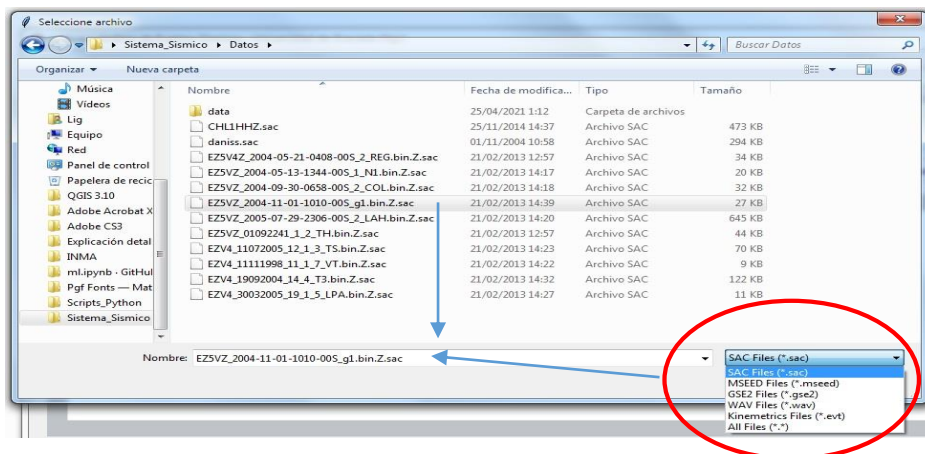 Seleccione archivo
Sistema_Sismico Datos
Buscar Datos
Organizar Nueva carpeta
Música
Vídeos
Lig
Equipo
Red
Panel de control
Papelera de recic
QGIS 3.10
Adobe Acrobat X
Adobe CS3
Explicación detal
INMA
ml.ipynb · GitHul
Pgf Fonts — Mat
Scripts_Python
Sistema_Sismico
Nombre Fecha de modifica... Tipo Tamaño
data 25/04/2021 1:12 Carpeta de archivos
CHL1HHZ.sac 25/11/2014 14:37 Archivo SAC 473 KB
daniss.sac 01/11/2004 10:58 Archivo SAC 294 KB
EZ5V4Z_2004-05-21-0408-00S_2_REG.bin.Z.sac 21/02/2013 12:57 Archivo SAC 34 KB
EZ5VZ_2004-05-13-1344-00S_1_N1.bin.Z.sac 21/02/2013 14:17 Archivo SAC 20 KB
EZ5VZ_2004-09-30-0658-00S_2_COL.bin.Z.sac 21/02/2013 14:18 Archivo SAC 32 KB
EZ5VZ_2004-11-01-1010-00S_g1.bin.Z.sac 21/02/2013 14:39 Archivo SAC 27 KB
EZ5VZ_2005-07-29-2306-00S_2_LAH.bin.Z.sac 21/02/2013 14:20 Archivo SAC 645 KB
EZ5VZ_01092241_1_2_TH.bin.Z.sac 21/02/2013 12:57 Archivo SAC 44 KB
EZV4_11072005_12_1_3_TS.bin.Z.sac 21/02/2013 14:23 Archivo SAC 70 KB
EZV4_11111998_11_1_7_VT.bin.Z.sac 21/02/2013 14:22 Archivo SAC 9 KB
EZV4_19092004_14_4_T3.bin.Z.sac 21/02/2013 14:32 Archivo SAC 122 KB
EZV4_30032005_19_1_5_LPA.bin.Z.sac 21/02/2013 14:27 Archivo SAC 11 KB
Nombre: EZ5VZ_2004-11-01-1010-00S_g1.bin.Z.sac
SAC Files (*.sac)
SAC Files (*.sac)
MSEED Files (*.mseed)
GSE2 Files (*.gse2)
WAV Files (*.wav)
Kinemetrics Files (*.evt)
All Files (*.*)